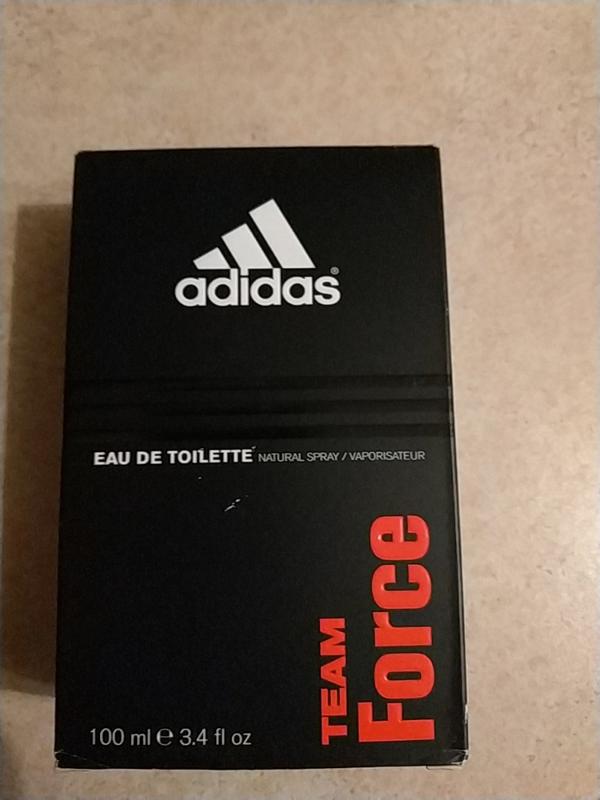 adidas®
EAU DE TOILETTE NATURAL SPRAY / VAPORISATEUR
TEAM
Force
100 ml ℮ 3.4 fl oz